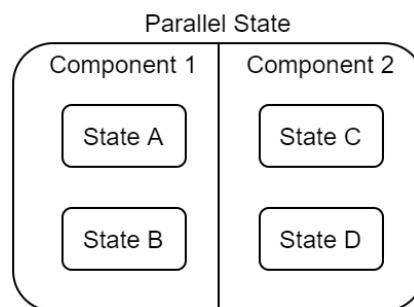 Parallel State
Component 1
Component 2
State A
State C
State B
State D